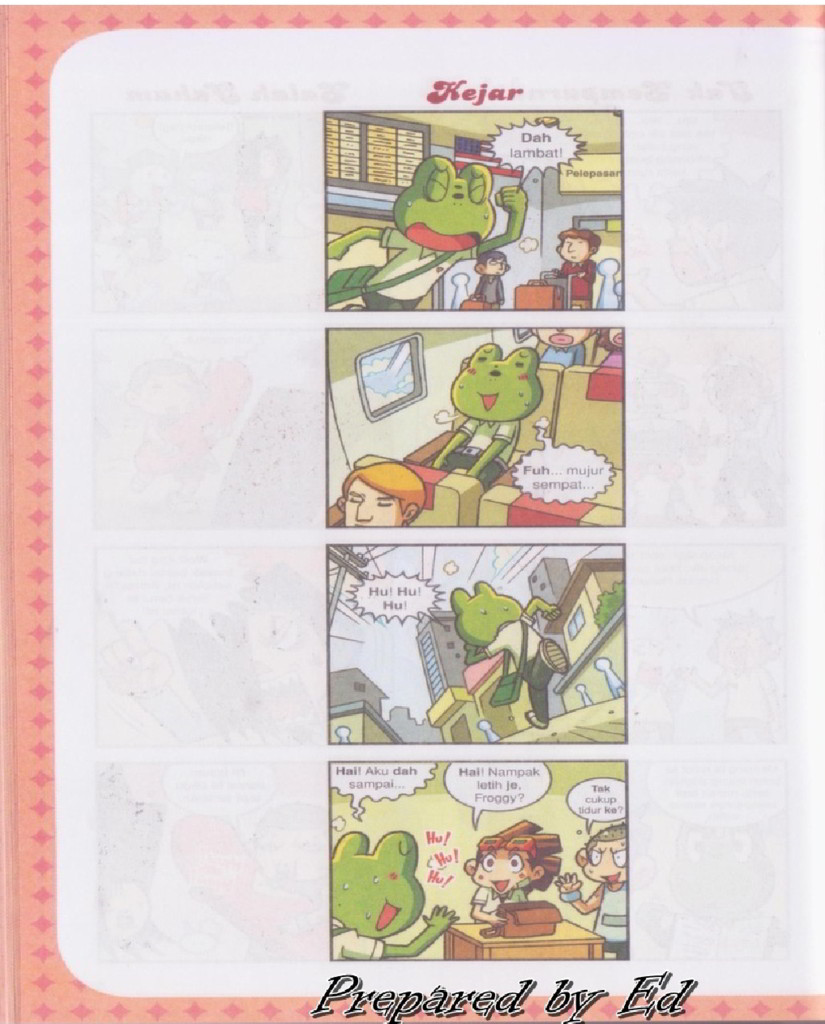 Kejar
Dah
lambat!
Pelepasan
Fuh... mujur
sempat...
Hu! Hu!
Hu!
Hai! Aku dah
sampai...
Hai! Nampak
letih je,
Froggy?
Tak
cukup
tidur ke?
Hu!
Hu!
Hu!
Prepared by Ed